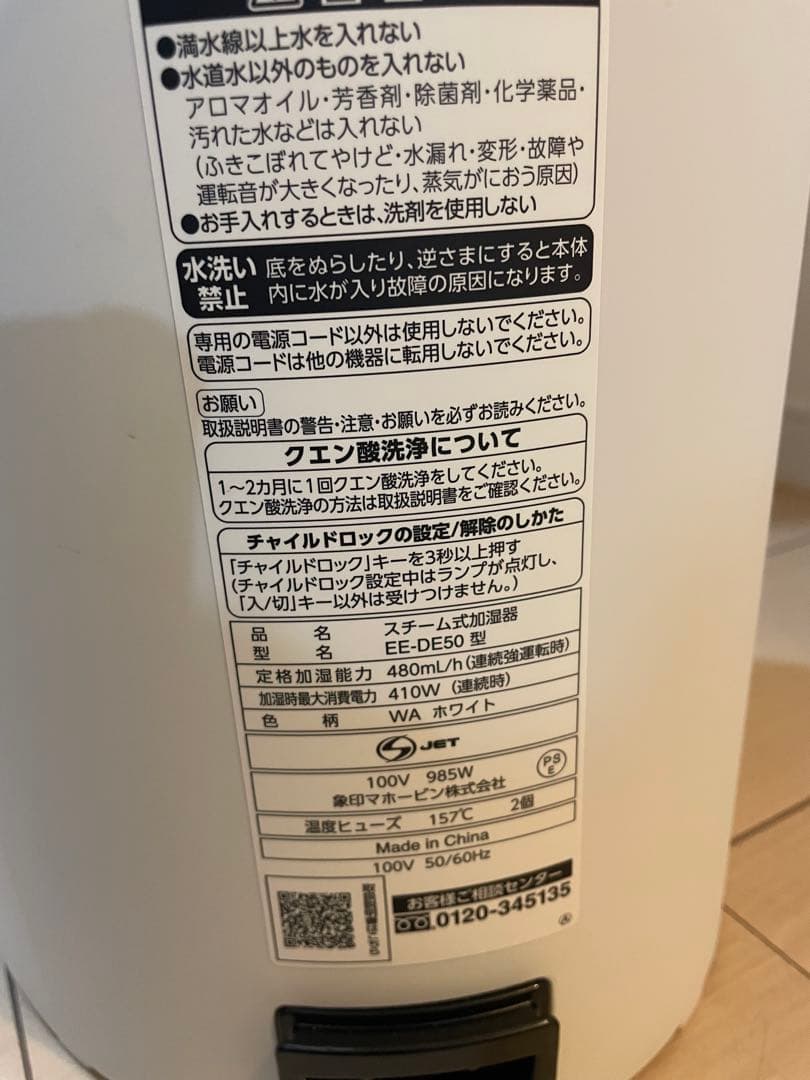 ●満水線以上水を入れない
●水道水以外のものを入れない
アロマオイル・芳香剤・除菌剤・化学薬品・
汚れた水などは入れない
(ふきこぼれてやけど・水漏れ・変形・故障や
運転音が大きくなったり、蒸気がにおう原因)
●お手入れするときは、洗剤を使用しない
水洗い
禁止
底をぬらしたり、逆さまにすると本体
内に水が入り故障の原因になります。
専用の電源コード以外は使用しないでください。
電源コードは他の機器に転用しないでください。
お願い
取扱説明書の警告・注意・お願いを必ずお読みください。
クエン酸洗浄について
1～2カ月に1回クエン酸洗浄をしてください。
クエン酸洗浄の方法は取扱説明書をご確認ください。
チャイルドロックの設定/解除のしかた
「チャイルドロック」キーを3秒以上押す
(チャイルドロック設定中はランプが点灯し、
「入/切」キー以外は受けつけません。)
品名 スチーム式加湿器
型名 EE-DE50 型
定格加湿能力 480mL/h (連続強運転時)
加湿時最大消費電力 410W (連続時)
色柄 WA ホワイト
JET
100V 985W
PS
E
象印マホービン株式会社
温度ヒューズ 157℃ 2個
Made in China
100V 50/60Hz
取扱説明書はこちら
お客様ご相談センター
0120-345135
Ⓐ